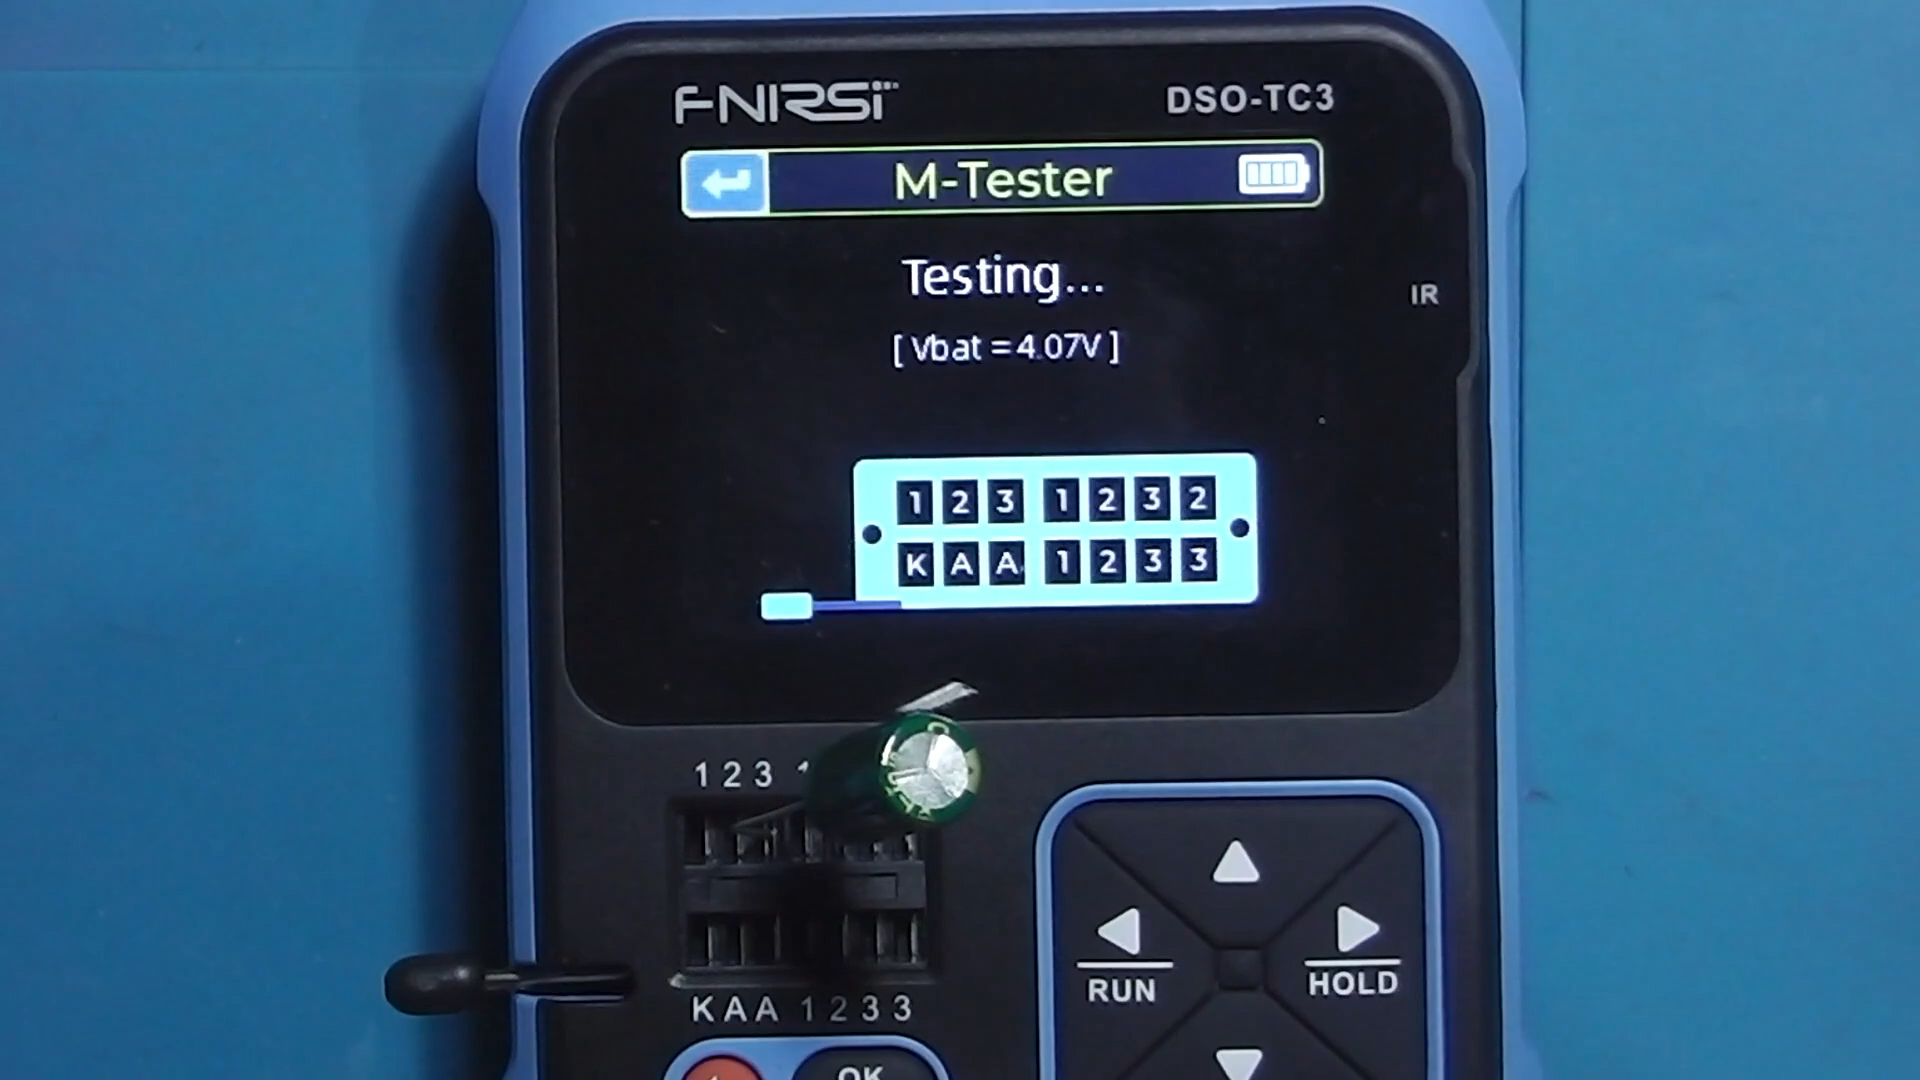 FNIRSI
DSO-TC3
M-Tester
Testing...
[ Vbat = 4.07V ]
IR
1 2 3 1 2 3 2
K A A 1 2 3 3
1 2 3 1
RUN
HOLD
K A A 1 2 3 3
OK